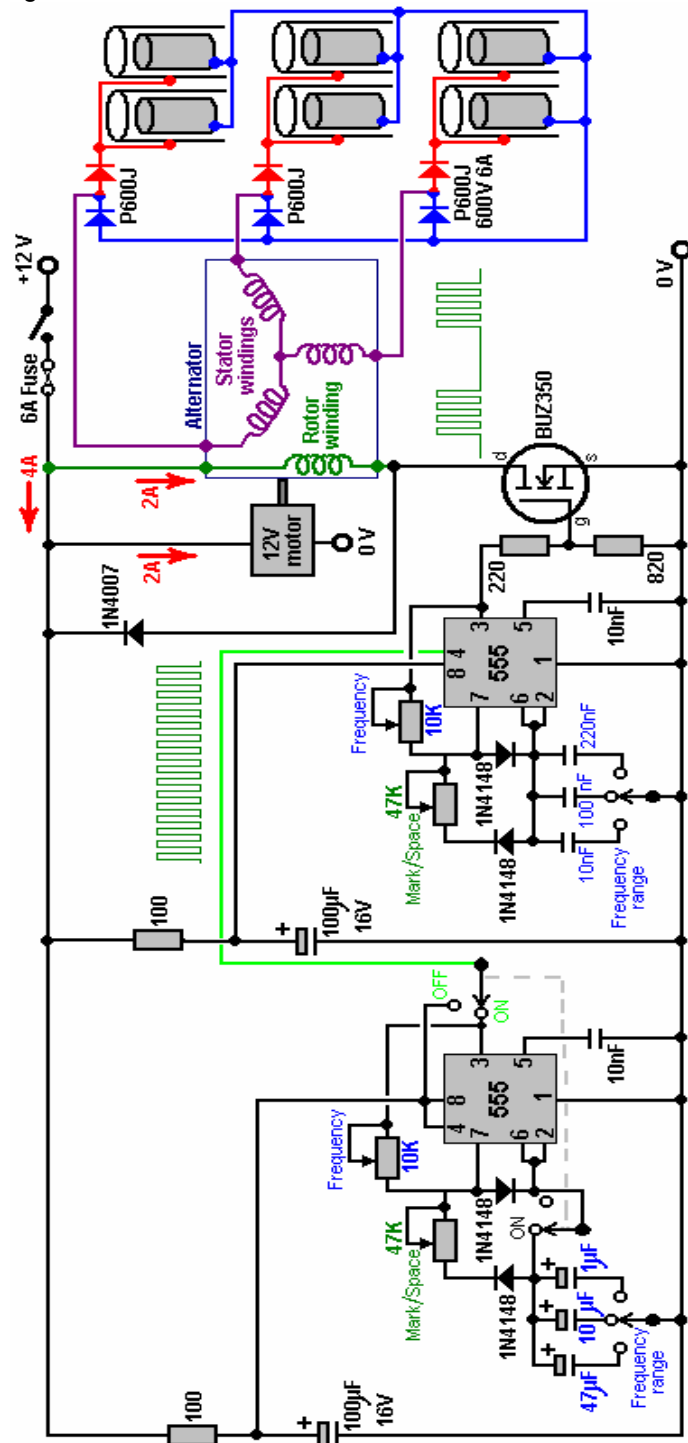 g
+12 V
6A Fuse
4A
2A
2A
12V
motor
0 V
Alternator
Stator
windings
Rotor
winding
P600J
P600J
P600J
600V 6A
0 V
1N4007
BUZ350
d
g
s
220
820
100
100µF
16V
+
Frequency
10K
47K
Mark/Space
1N4148
1N4148
555
8
4
3
7
6
2
5
1
10nF
220nF
100nF
10nF
Frequency
range
OFF
ON
100
100µF
16V
+
Frequency
10K
47K
Mark/Space
1N4148
1N4148
555
4
8
3
7
6
2
5
1
10nF
ON
+
1µF
+
10µF
+
47µF
Frequency
range